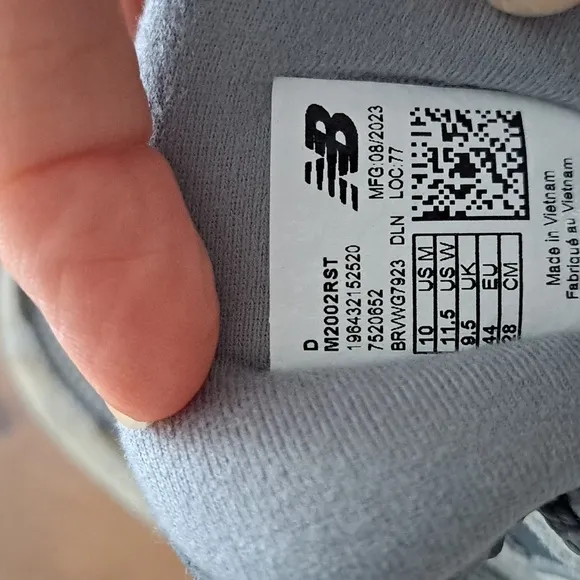 NB
MFG:08/2023
LOC:77
D
M2002RST
196432152520
7520652
BRVWG7923 DLN
10 US M
11.5 US W
9.5 UK
44 EU
28 CM
Made in Vietnam
Fabriqué au Vietnam